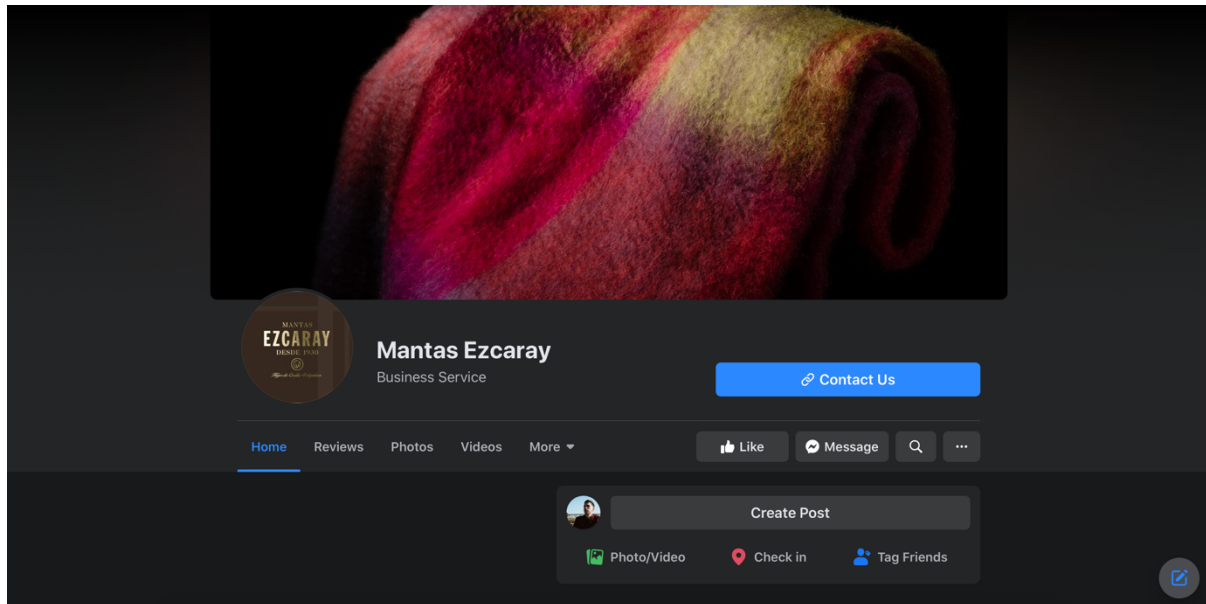 MANTAS
EZCARAY
DESDE 1930
Mantas Ezcaray
Business Service
Contact Us
Home Reviews Photos Videos More
Like Message
Create Post
Photo/Video Check in Tag Friends